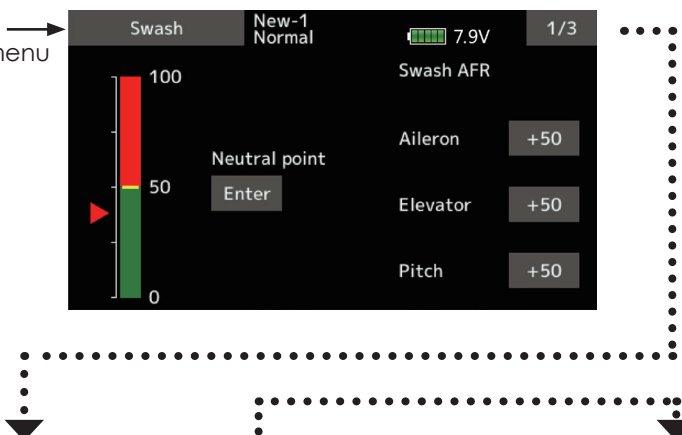 Swash New-1 7.9V 1/3
Normal
menu
100 Swash AFR
Aileron +50
Neutral point
50 Enter Elevator +50
Pitch +50
0